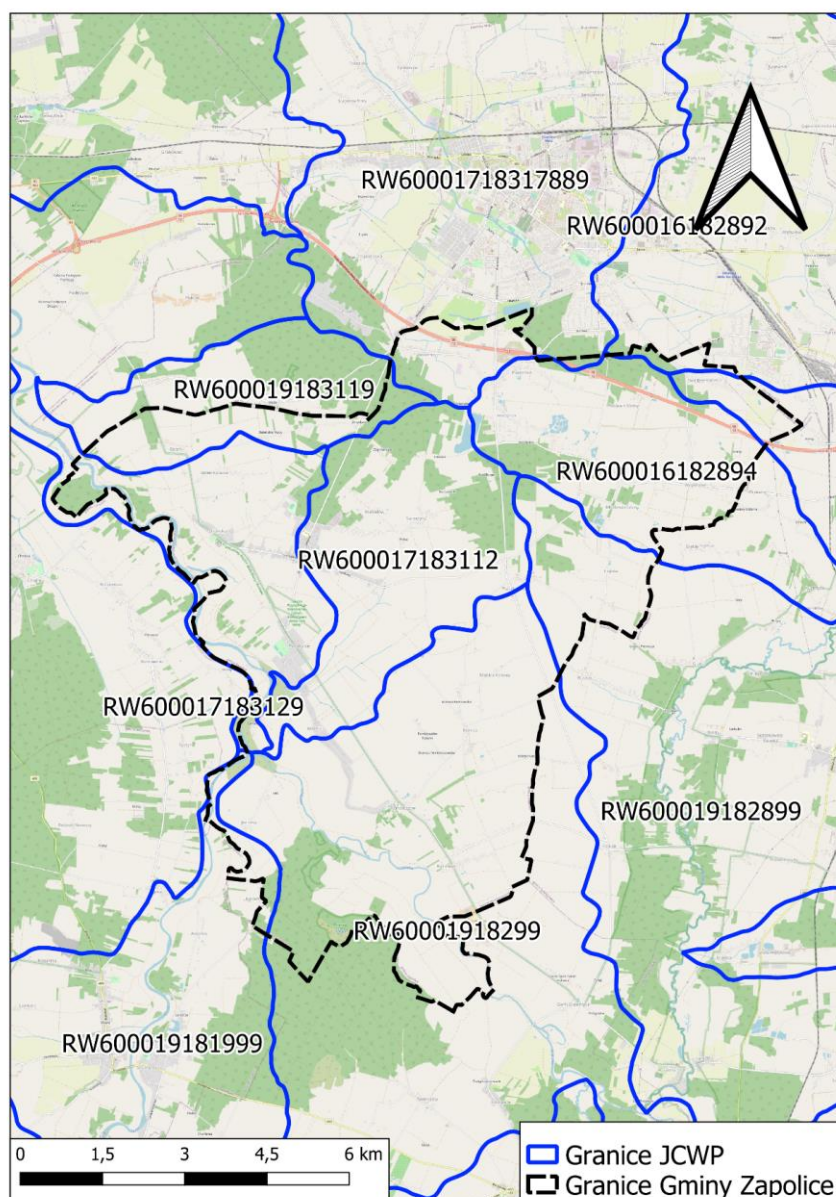 RW60001718317889
RW600016182892
RW600019183119
RW600016182894
RW600017183112
RW600017183129
RW600019182899
RW60001918299
RW600019181999
0 1,5 3 4,5 6 km
Granice JCWP
Granice Gminy Zapolice